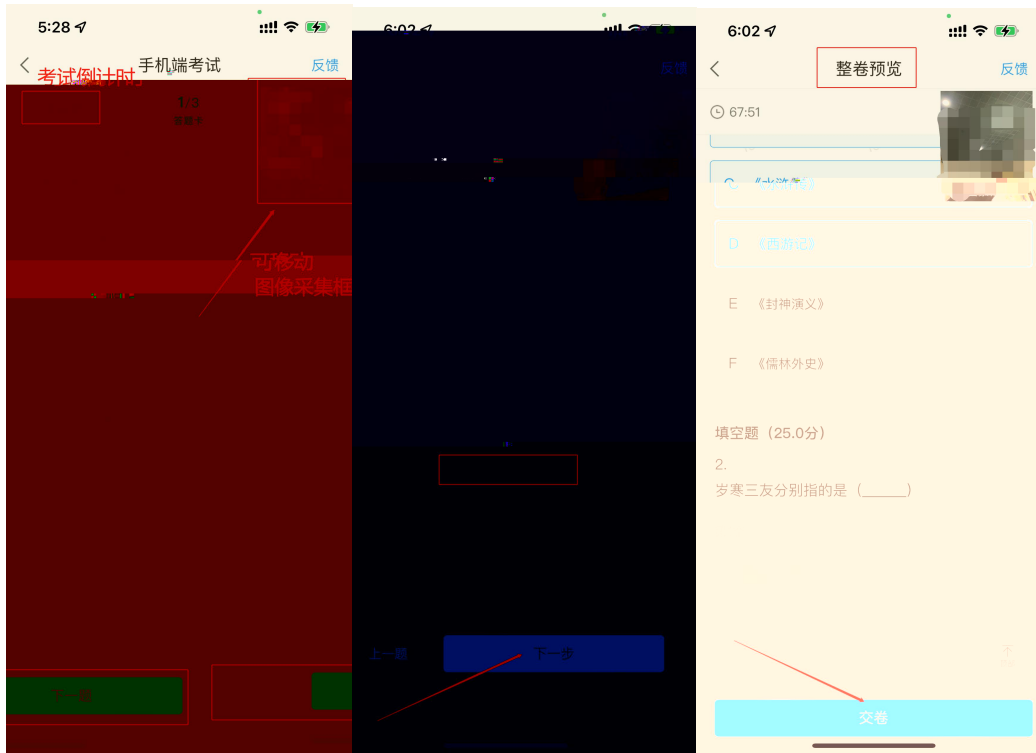 5:28
手机端考试
反馈
考试倒计时
1/3
答题卡
可移动
图像采集框
下一题
6:02
反馈
上一题
下一步
6:02
整卷预览
反馈
67:51
C 《水浒传》
D 《西游记》
E 《封神演义》
F 《儒林外史》
填空题（25.0分）
2.
岁寒三友分别指的是（______）
交卷